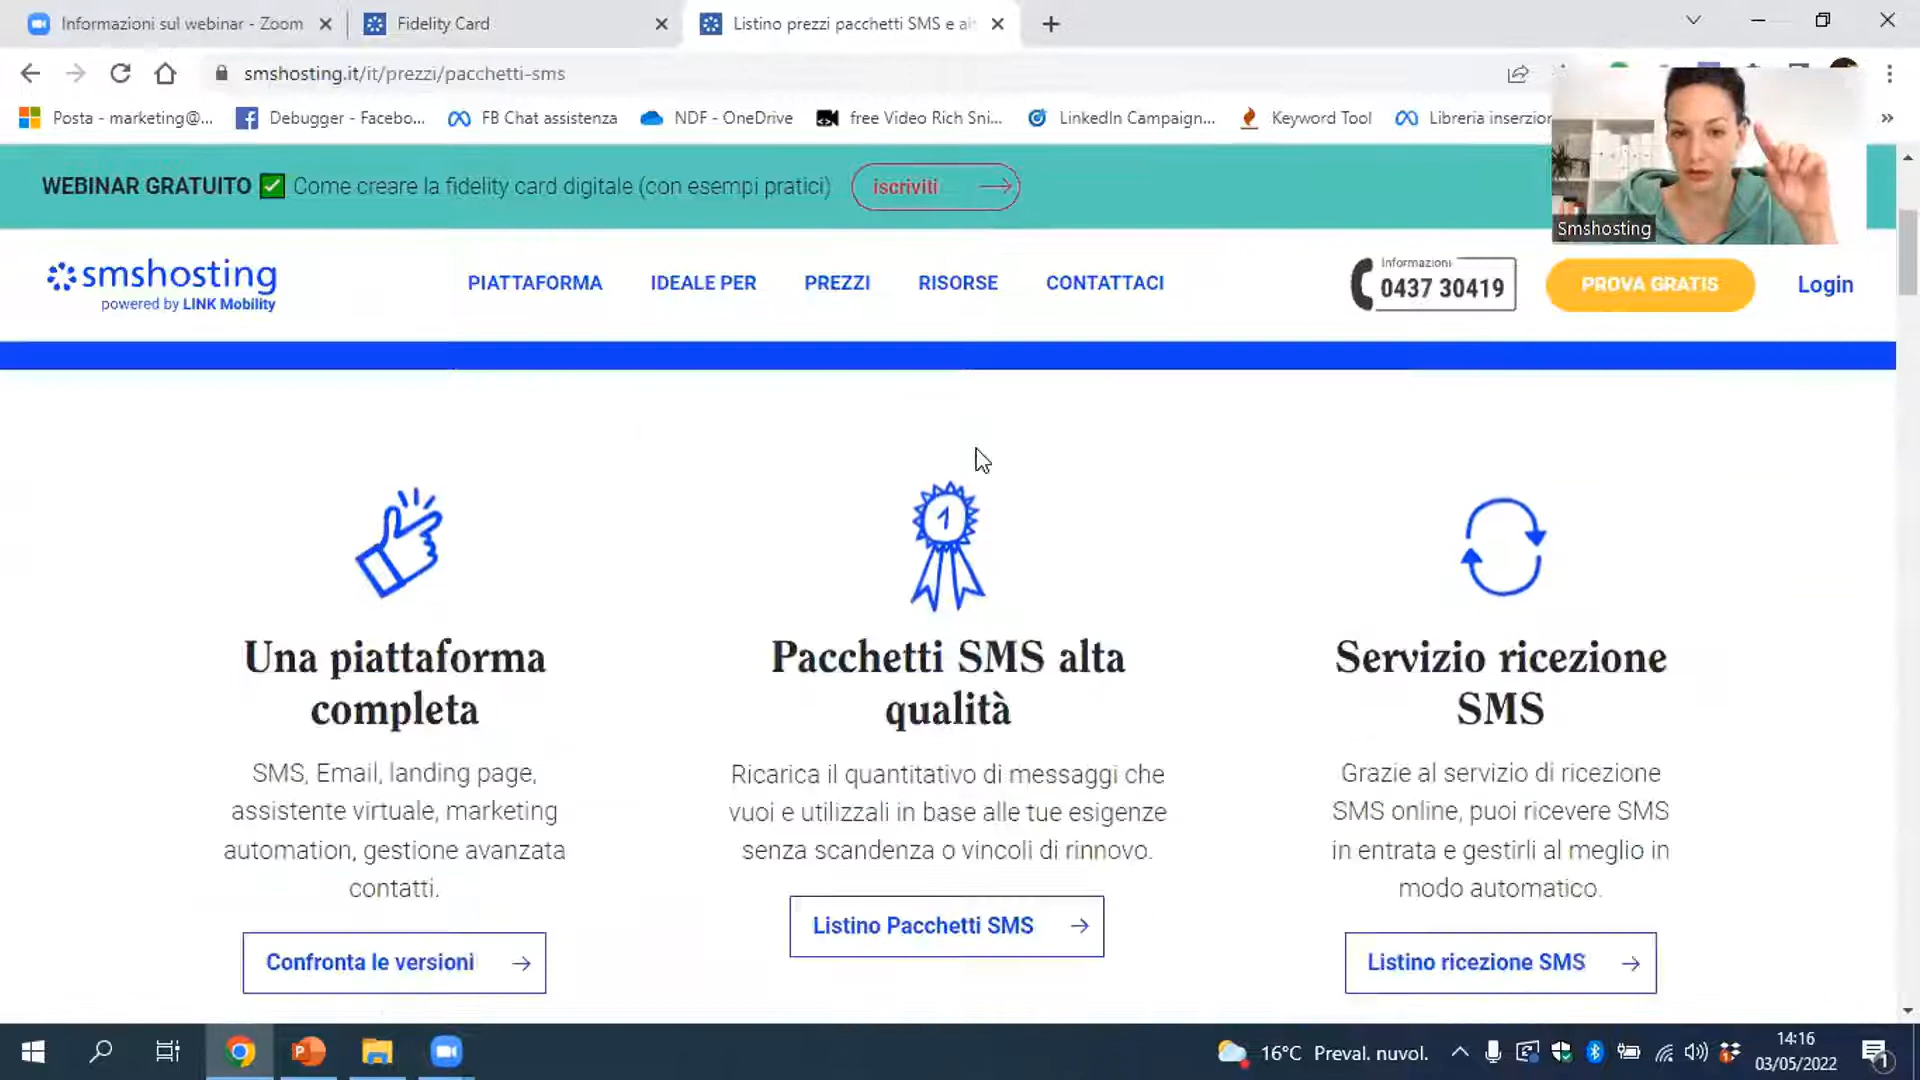 Informazioni sul webinar - Zoom
Fidelity Card
Listino prezzi pacchetti SMS e al
smshosting.it/it/prezzi/pacchetti-sms
Posta - marketing@...
Debugger - Facebo...
FB Chat assistenza
NDF - OneDrive
free Video Rich Sni...
LinkedIn Campaign...
Keyword Tool
Libreria inserzion
»
WEBINAR GRATUITO ✅ Come creare la fidelity card digitale (con esempi pratici)
iscriviti
Smshosting
smshosting
powered by LINK Mobility
PIATTAFORMA
IDEALE PER
PREZZI
RISORSE
CONTATTACI
Informazioni
0437 30419
PROVA GRATIS
Login
1
Una piattaforma
completa
SMS, Email, landing page,
assistente virtuale, marketing
automation, gestione avanzata
contatti.
Confronta le versioni
Pacchetti SMS alta
qualità
Ricarica il quantitativo di messaggi che
vuoi e utilizzali in base alle tue esigenze
senza scandenza o vincoli di rinnovo.
Listino Pacchetti SMS
Servizio ricezione
SMS
Grazie al servizio di ricezione
SMS online, puoi ricevere SMS
in entrata e gestirli al meglio in
modo automatico.
Listino ricezione SMS
16°C Preval. nuvol.
14:16
03/05/2022
1